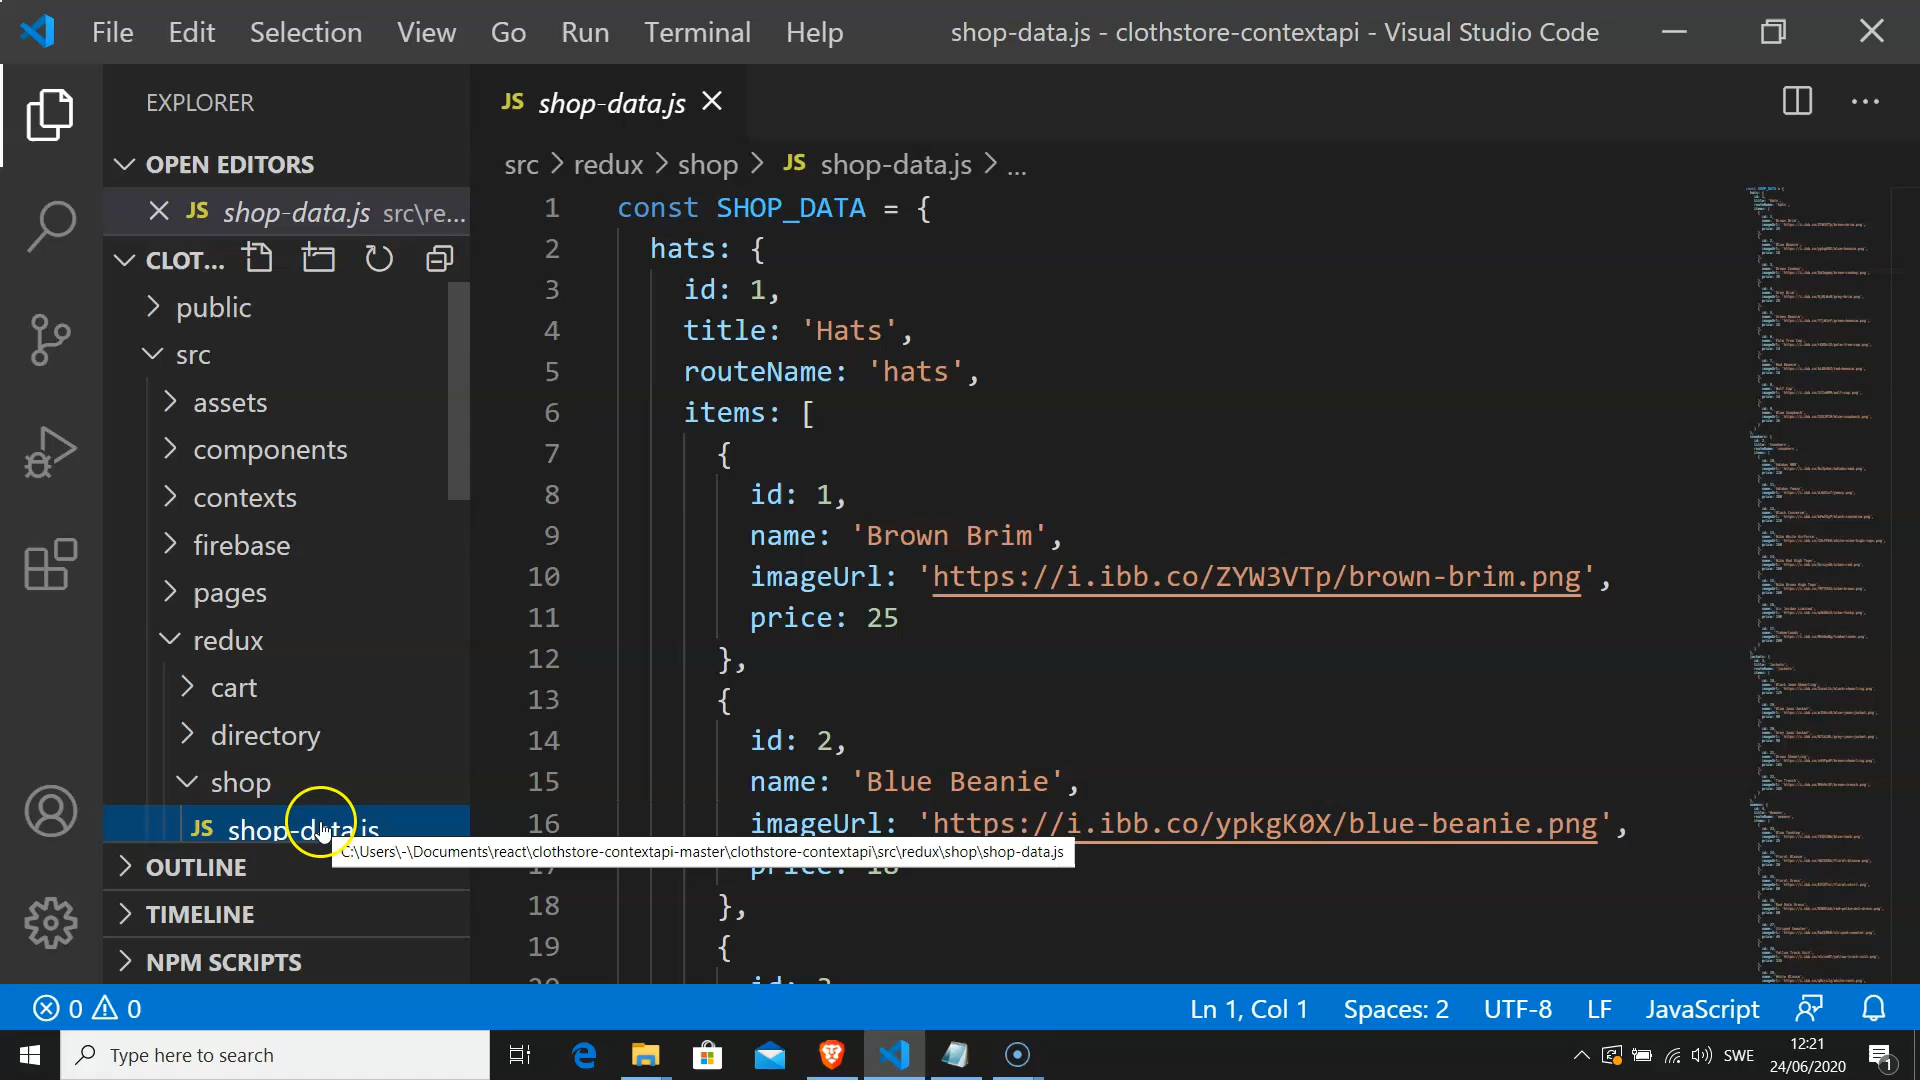 File Edit Selection View Go Run Terminal Help shop-data.js - clothstore-contextapi - Visual Studio Code
EXPLORER
OPEN EDITORS
JS shop-data.js src\re...
CLOT...
public
src
assets
components
contexts
firebase
pages
redux
cart
directory
shop
JS shop-data.js
OUTLINE
TIMELINE
NPM SCRIPTS
JS shop-data.js
src > redux > shop > JS shop-data.js > ...
1 const SHOP_DATA = {
2 hats: {
3 id: 1,
4 title: 'Hats',
5 routeName: 'hats',
6 items: [
7 {
8 id: 1,
9 name: 'Brown Brim',
10 imageUrl: 'https://i.ibb.co/ZYW3VTp/brown-brim.png',
11 price: 25
12 },
13 {
14 id: 2,
15 name: 'Blue Beanie',
16 imageUrl: 'https://i.ibb.co/ypkgK0X/blue-beanie.png',
C:\Users\-\Documents\react\clothstore-contextapi-master\clothstore-contextapi\src\redux\shop\shop-data.js
17 price: 18
18 },
19 {
0 0 Ln 1, Col 1 Spaces: 2 UTF-8 LF JavaScript
Type here to search
SWE
12:21
24/06/2020
1